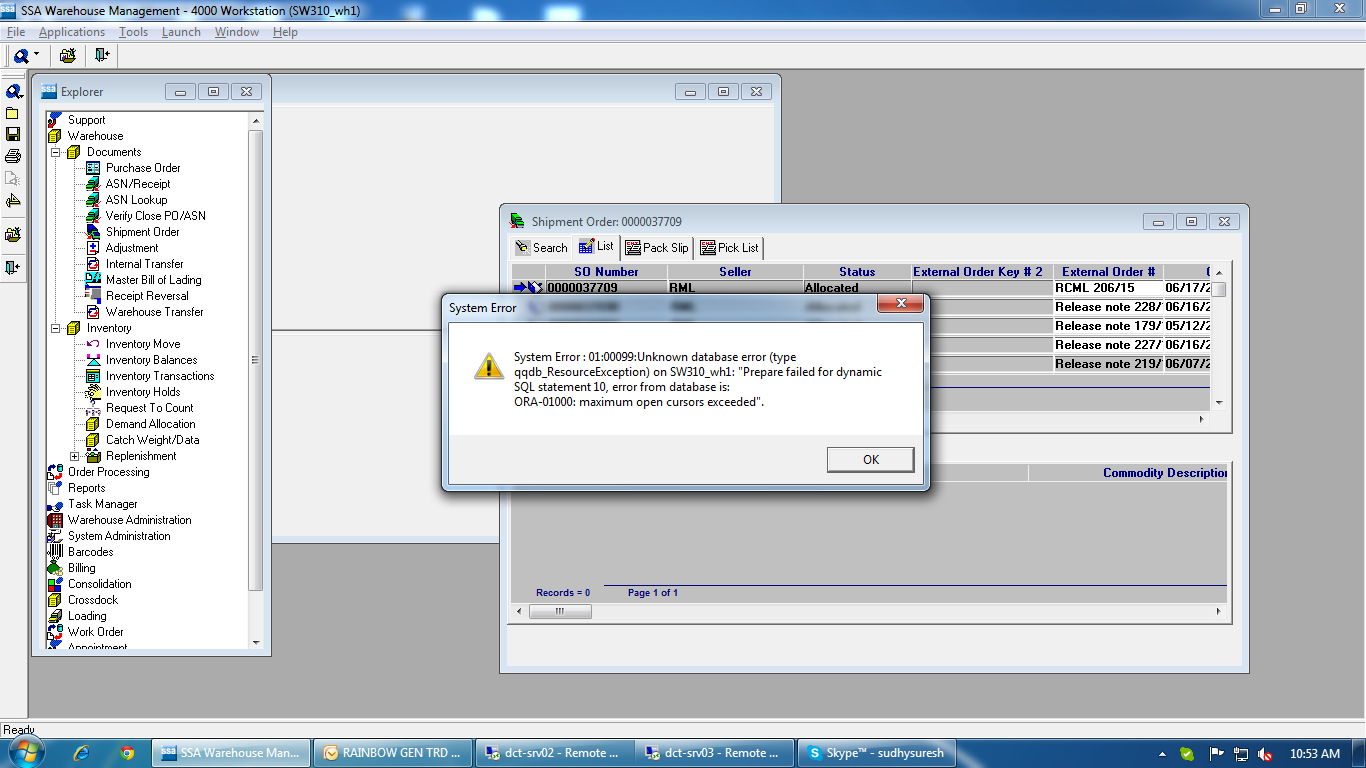 SSA Warehouse Management - 4000 Workstation (SW310_wh1)
File Applications Tools Launch Window Help
Explorer
Support
Warehouse
Documents
Purchase Order
ASN/Receipt
ASN Lookup
Verify Close PO/ASN
Shipment Order
Adjustment
Internal Transfer
Master Bill of Lading
Receipt Reversal
Warehouse Transfer
Inventory
Inventory Move
Inventory Balances
Inventory Transactions
Inventory Holds
Request To Count
Demand Allocation
Catch Weight/Data
Replenishment
Order Processing
Reports
Task Manager
Warehouse Administration
System Administration
Barcodes
Billing
Consolidation
Crossdock
Loading
Work Order
Appointment
Shipment Order: 0000037709
Search List Pack Slip Pick List
SO Number Seller Status External Order Key # 2 External Order #
0000037709 RML Allocated RCML 206/15 06/17/2
Release note 228/ 06/16/2
Release note 179/ 05/12/2
Release note 227/ 06/16/2
Release note 219/ 06/07/2
System Error
System Error : 01:00099:Unknown database error (type
qqdb_ResourceException) on SW310_wh1: "Prepare failed for dynamic
SQL statement 10, error from database is:
ORA-01000: maximum open cursors exceeded".
OK
Commodity Description
Records = 0 Page 1 of 1
Ready
SSA Warehouse Man...
RAINBOW GEN TRD ...
dct-srv02 - Remote ...
dct-srv03 - Remote ...
Skype™ - sudhysuresh
10:53 AM